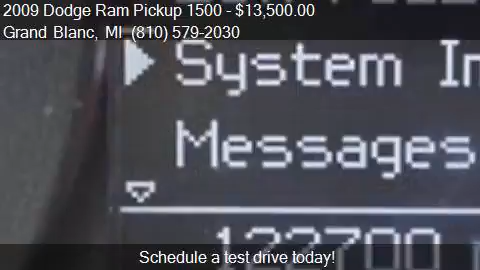 2009 Dodge Ram Pickup 1500 - $13,500.00
Grand Blanc, MI (810) 579-2030
System
Messages
122700
Schedule a test drive today!